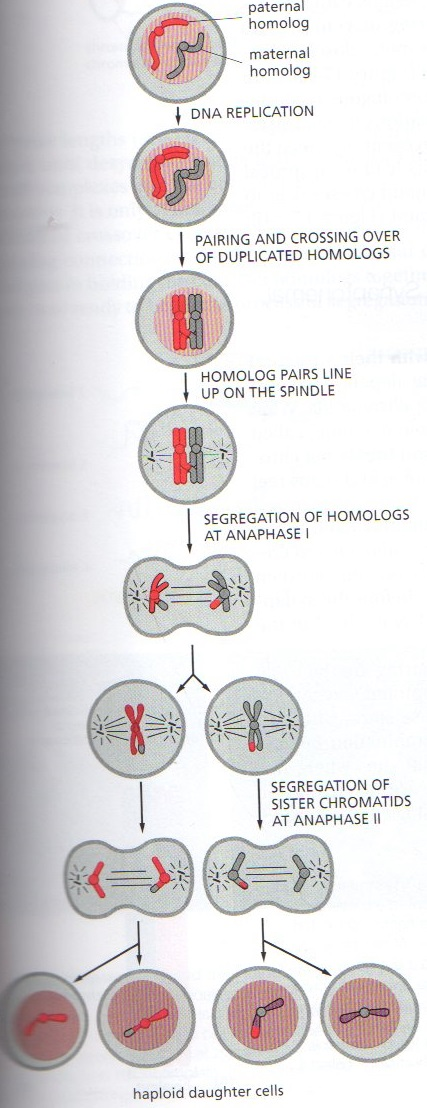 paternal
homolog
maternal
homolog
DNA REPLICATION
PAIRING AND CROSSING OVER
OF DUPLICATED HOMOLOGS
HOMOLOG PAIRS LINE
UP ON THE SPINDLE
SEGREGATION OF HOMOLOGS
AT ANAPHASE I
SEGREGATION OF
SISTER CHROMATIDS
AT ANAPHASE II
haploid daughter cells